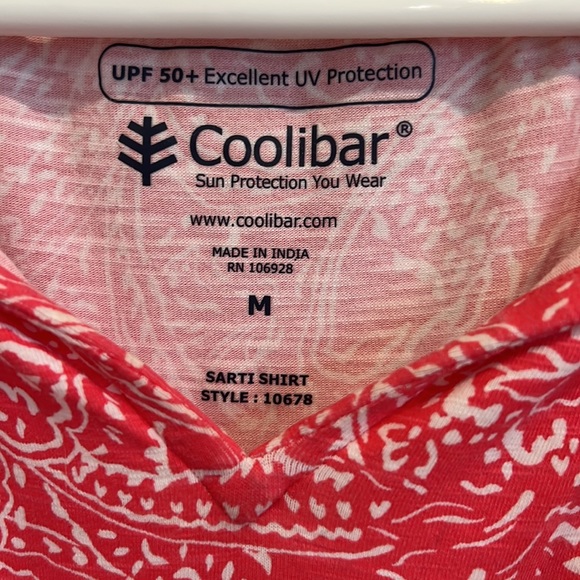 UPF 50+ Excellent UV Protection
Coolibar®
Sun Protection You Wear
www.coolibar.com
MADE IN INDIA
RN 106928
M
SARTI SHIRT
STYLE : 10678